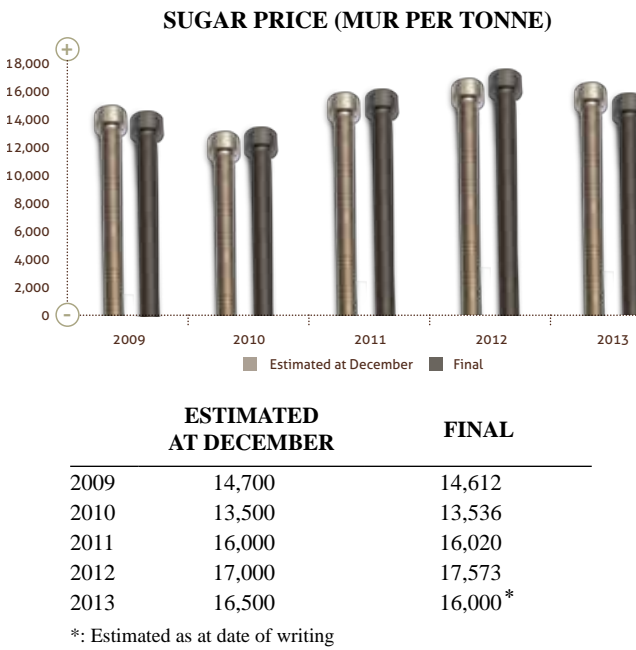 SUGAR PRICE (MUR PER TONNE)
+
18,000
16,000
14,000
12,000
10,000
8,000
6,000
4,000
2,000
0
-
2009 2010 2011 2012 2013
Estimated at December Final
ESTIMATED
AT DECEMBER FINAL
2009 14,700 14,612
2010 13,500 13,536
2011 16,000 16,020
2012 17,000 17,573
2013 16,500 16,000*
*: Estimated as at date of writing